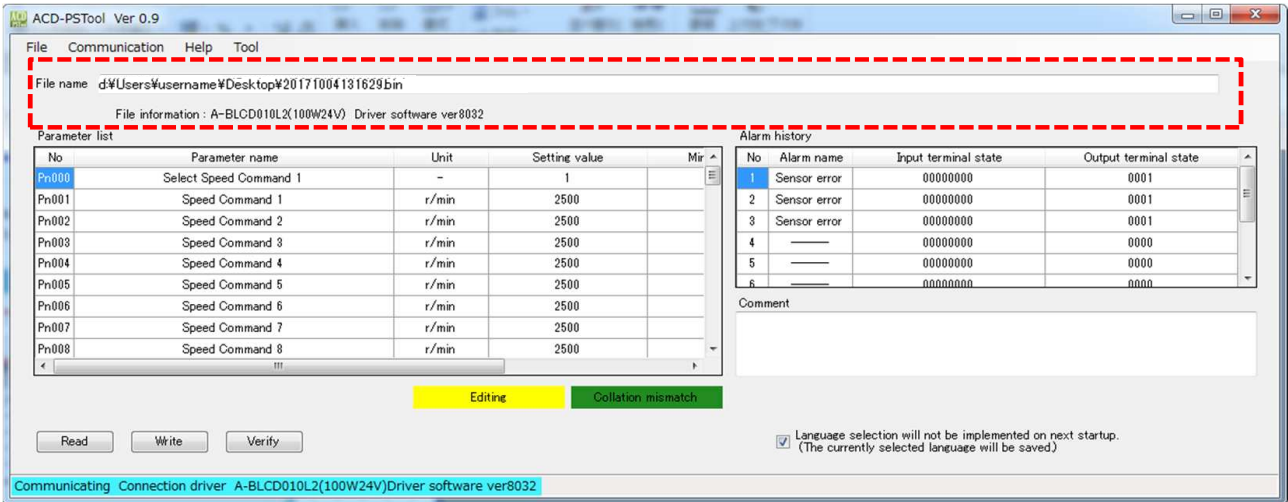 ACD-PSTool Ver 0.9
File Communication Help Tool
File name d:¥Users¥username¥Desktop¥20171004131629.bin
File information : A-BLCD010L2(100W24V) Driver software ver8032
Parameter list
No Parameter name Unit Setting value
Pn000 Select Speed Command 1 - 1
Pn001 Speed Command 1 r/min 2500
Pn002 Speed Command 2 r/min 2500
Pn003 Speed Command 3 r/min 2500
Pn004 Speed Command 4 r/min 2500
Pn005 Speed Command 5 r/min 2500
Pn006 Speed Command 6 r/min 2500
Pn007 Speed Command 7 r/min 2500
Pn008 Speed Command 8 r/min 2500
Alarm history
No Alarm name Input terminal state Output terminal state
1 Sensor error 00000000 0001
2 Sensor error 00000000 0001
3 Sensor error 00000000 0001
4 ——— 00000000 0000
5 ——— 00000000 0000
6 ——— 00000000 0000
Comment
Editing Collation mismatch
Read Write Verify
Language selection will not be implemented on next startup.
(The currently selected language will be saved.)
Communicating Connection driver A-BLCD010L2(100W24V)Driver software ver8032